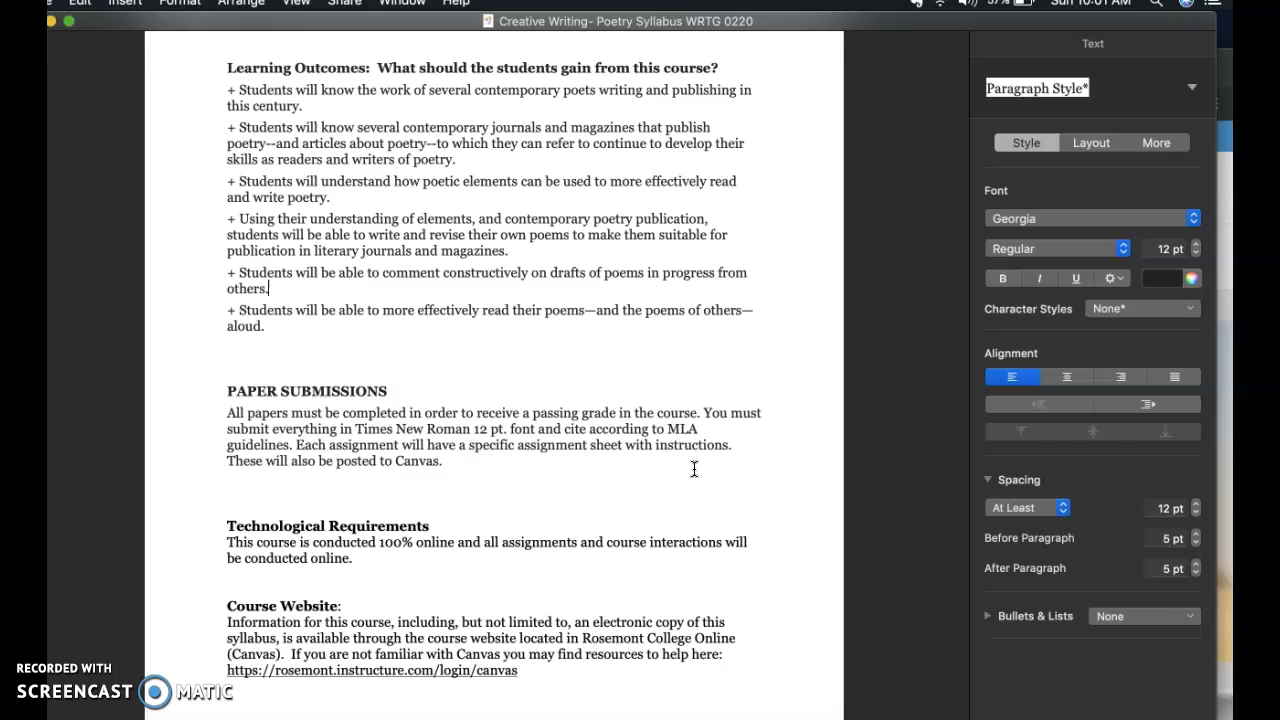 Edit Insert Format Arrange View Share Window Help
57% Sun 10:01 AM
Creative Writing- Poetry Syllabus WRTG 0220
Learning Outcomes:  What should the students gain from this course?
+ Students will know the work of several contemporary poets writing and publishing in
this century.
+ Students will know several contemporary journals and magazines that publish
poetry--and articles about poetry--to which they can refer to continue to develop their
skills as readers and writers of poetry.
+ Students will understand how poetic elements can be used to more effectively read
and write poetry.
+ Using their understanding of elements, and contemporary poetry publication,
students will be able to write and revise their own poems to make them suitable for
publication in literary journals and magazines.
+ Students will be able to comment constructively on drafts of poems in progress from
others.
+ Students will be able to more effectively read their poems—and the poems of others—
aloud.
PAPER SUBMISSIONS
All papers must be completed in order to receive a passing grade in the course. You must
submit everything in Times New Roman 12 pt. font and cite according to MLA
guidelines. Each assignment will have a specific assignment sheet with instructions.
These will also be posted to Canvas.
Technological Requirements
This course is conducted 100% online and all assignments and course interactions will
be conducted online.
Course Website:
Information for this course, including, but not limited to, an electronic copy of this
syllabus, is available through the course website located in Rosemont College Online
(Canvas).  If you are not familiar with Canvas you may find resources to help here:
https://rosemont.instructure.com/login/canvas
Text
Paragraph Style*
Style Layout More
Font
Georgia
Regular 12 pt
B I U
Character Styles None*
Alignment
Spacing
At Least 12 pt
Before Paragraph 5 pt
After Paragraph 5 pt
Bullets & Lists None
RECORDED WITH
SCREENCAST MATIC